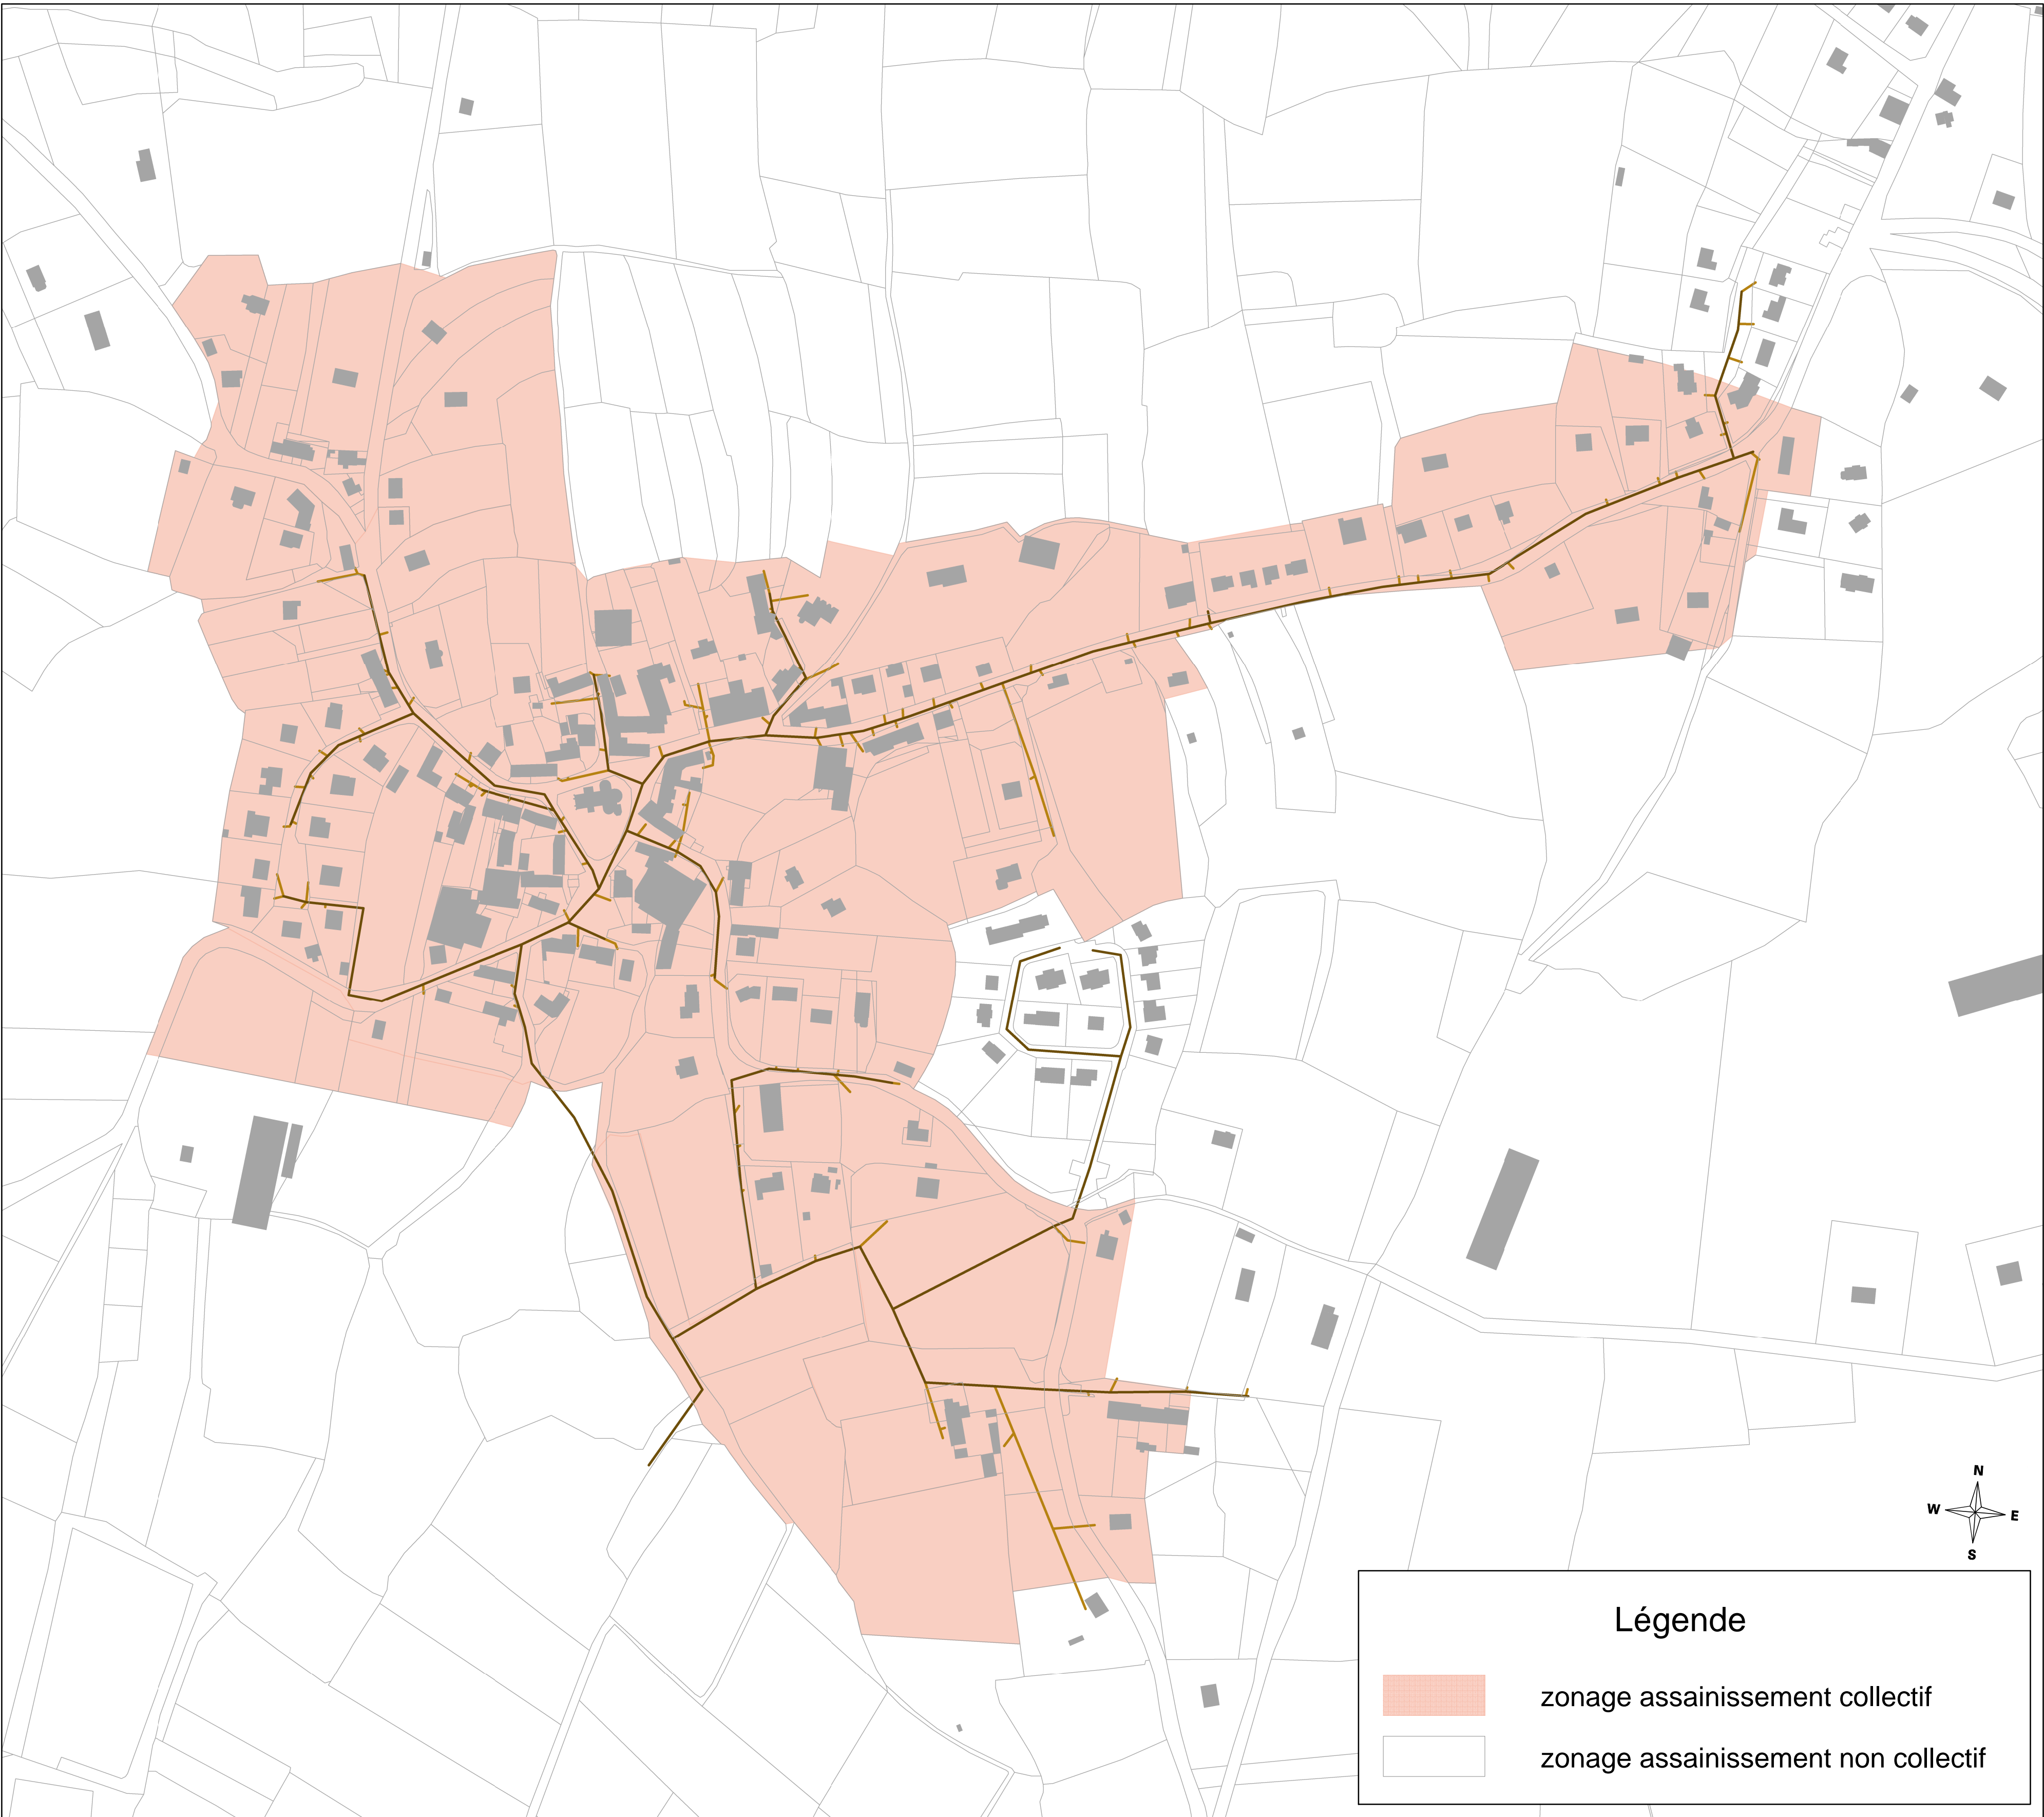 N
W E
S
Légende
zonage assainissement collectif
zonage assainissement non collectif